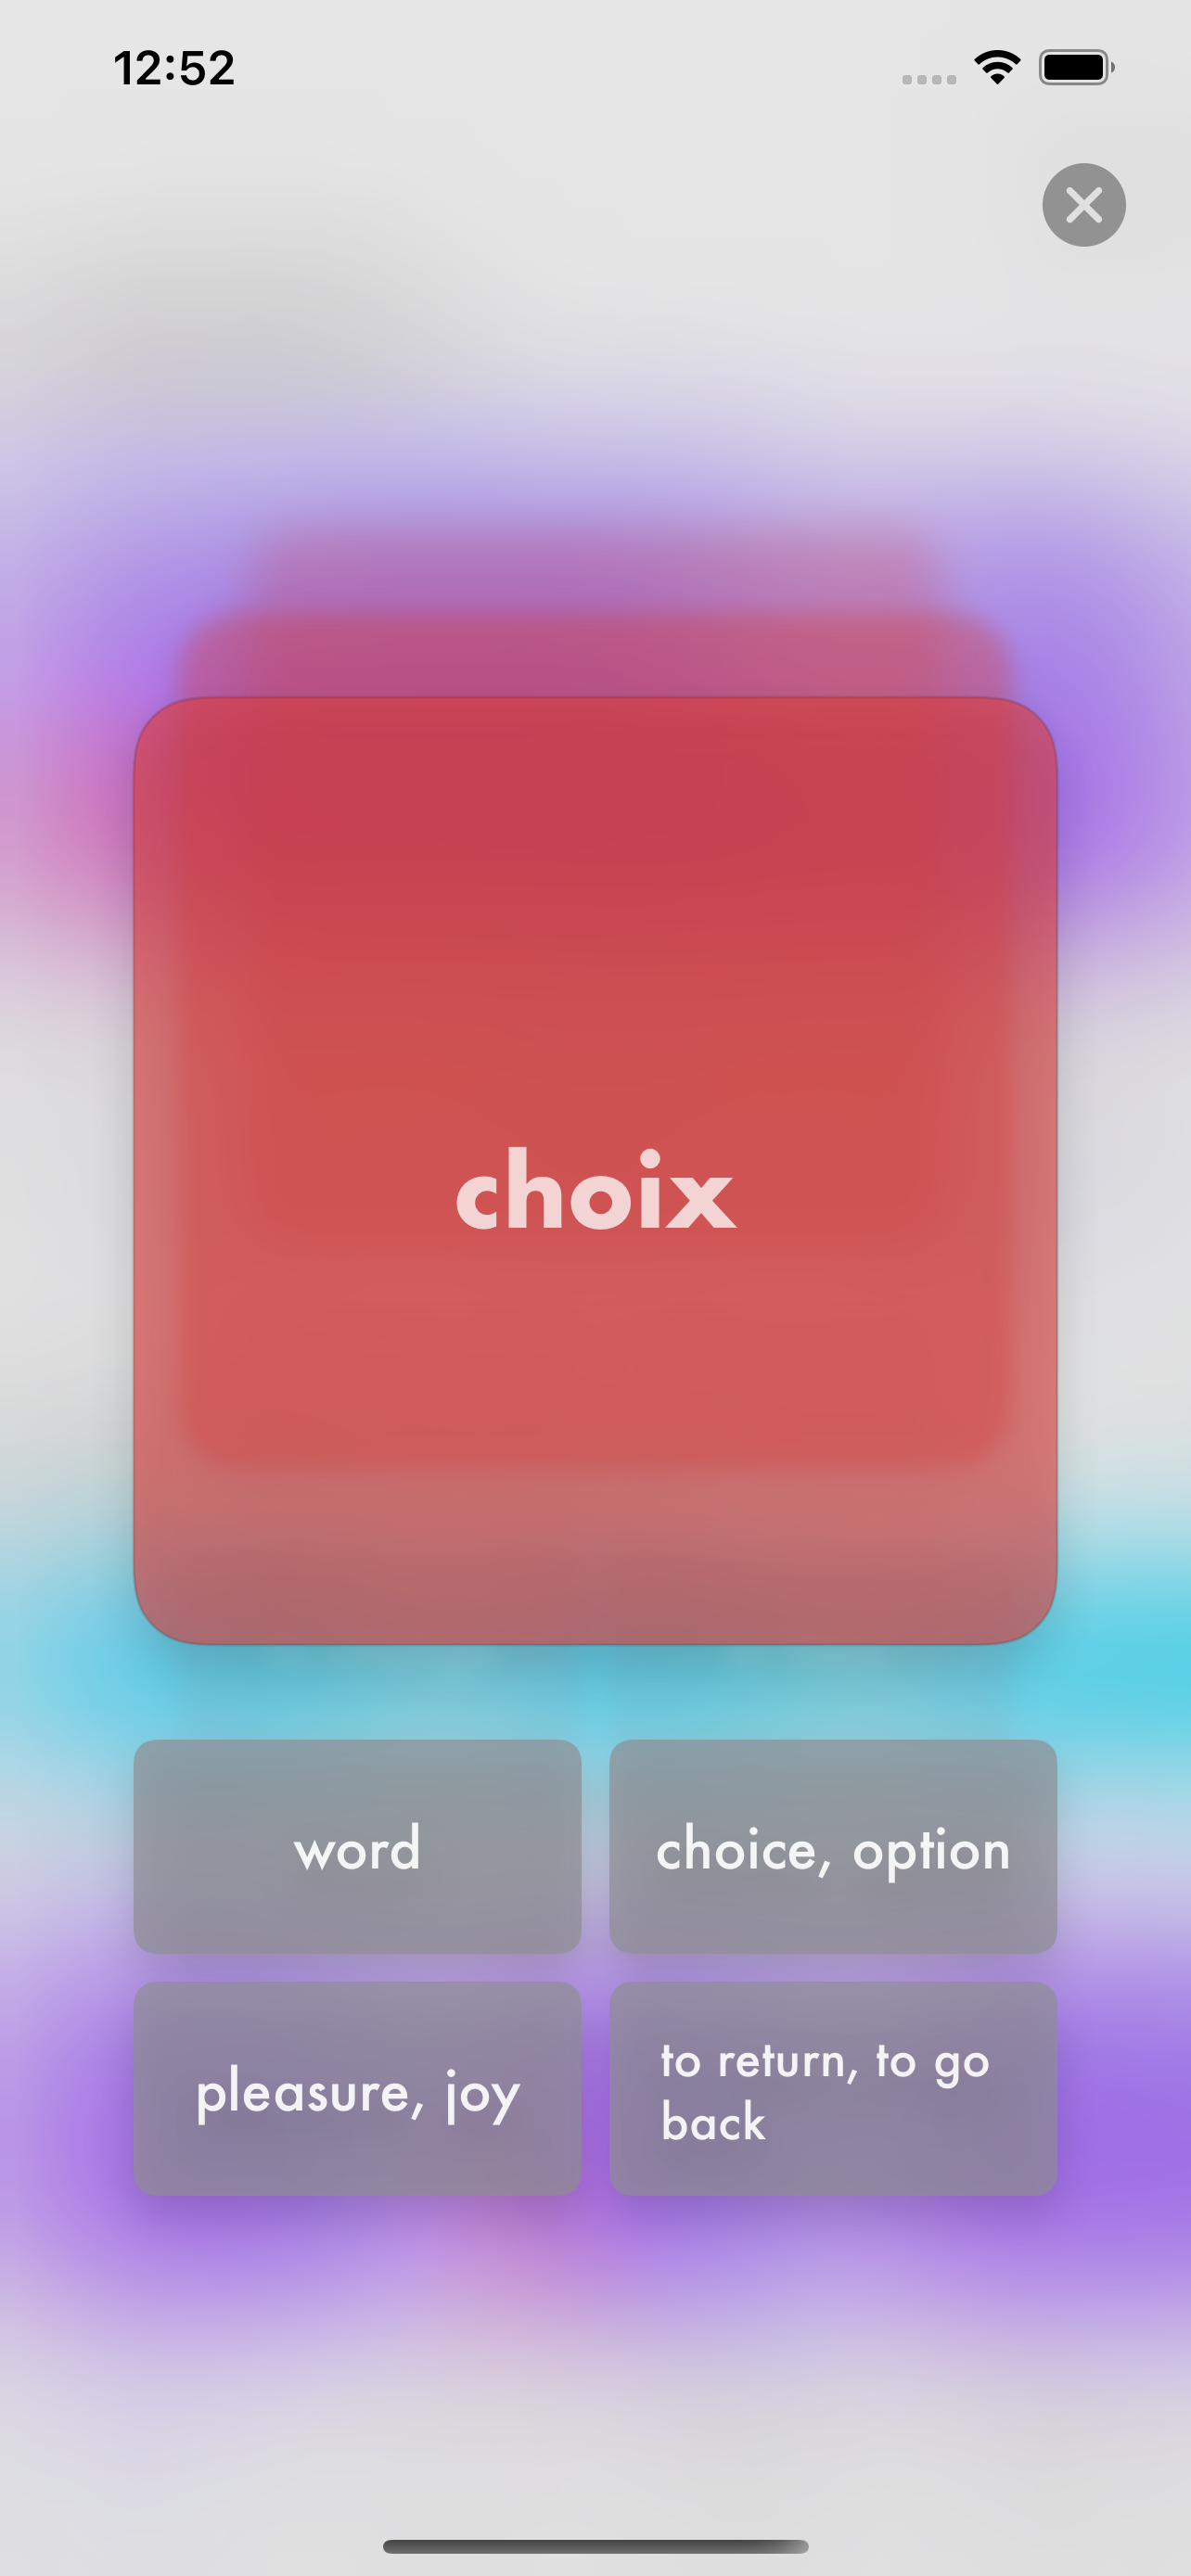 12:52
choix
word
choice, option
pleasure, joy
to return, to go
back